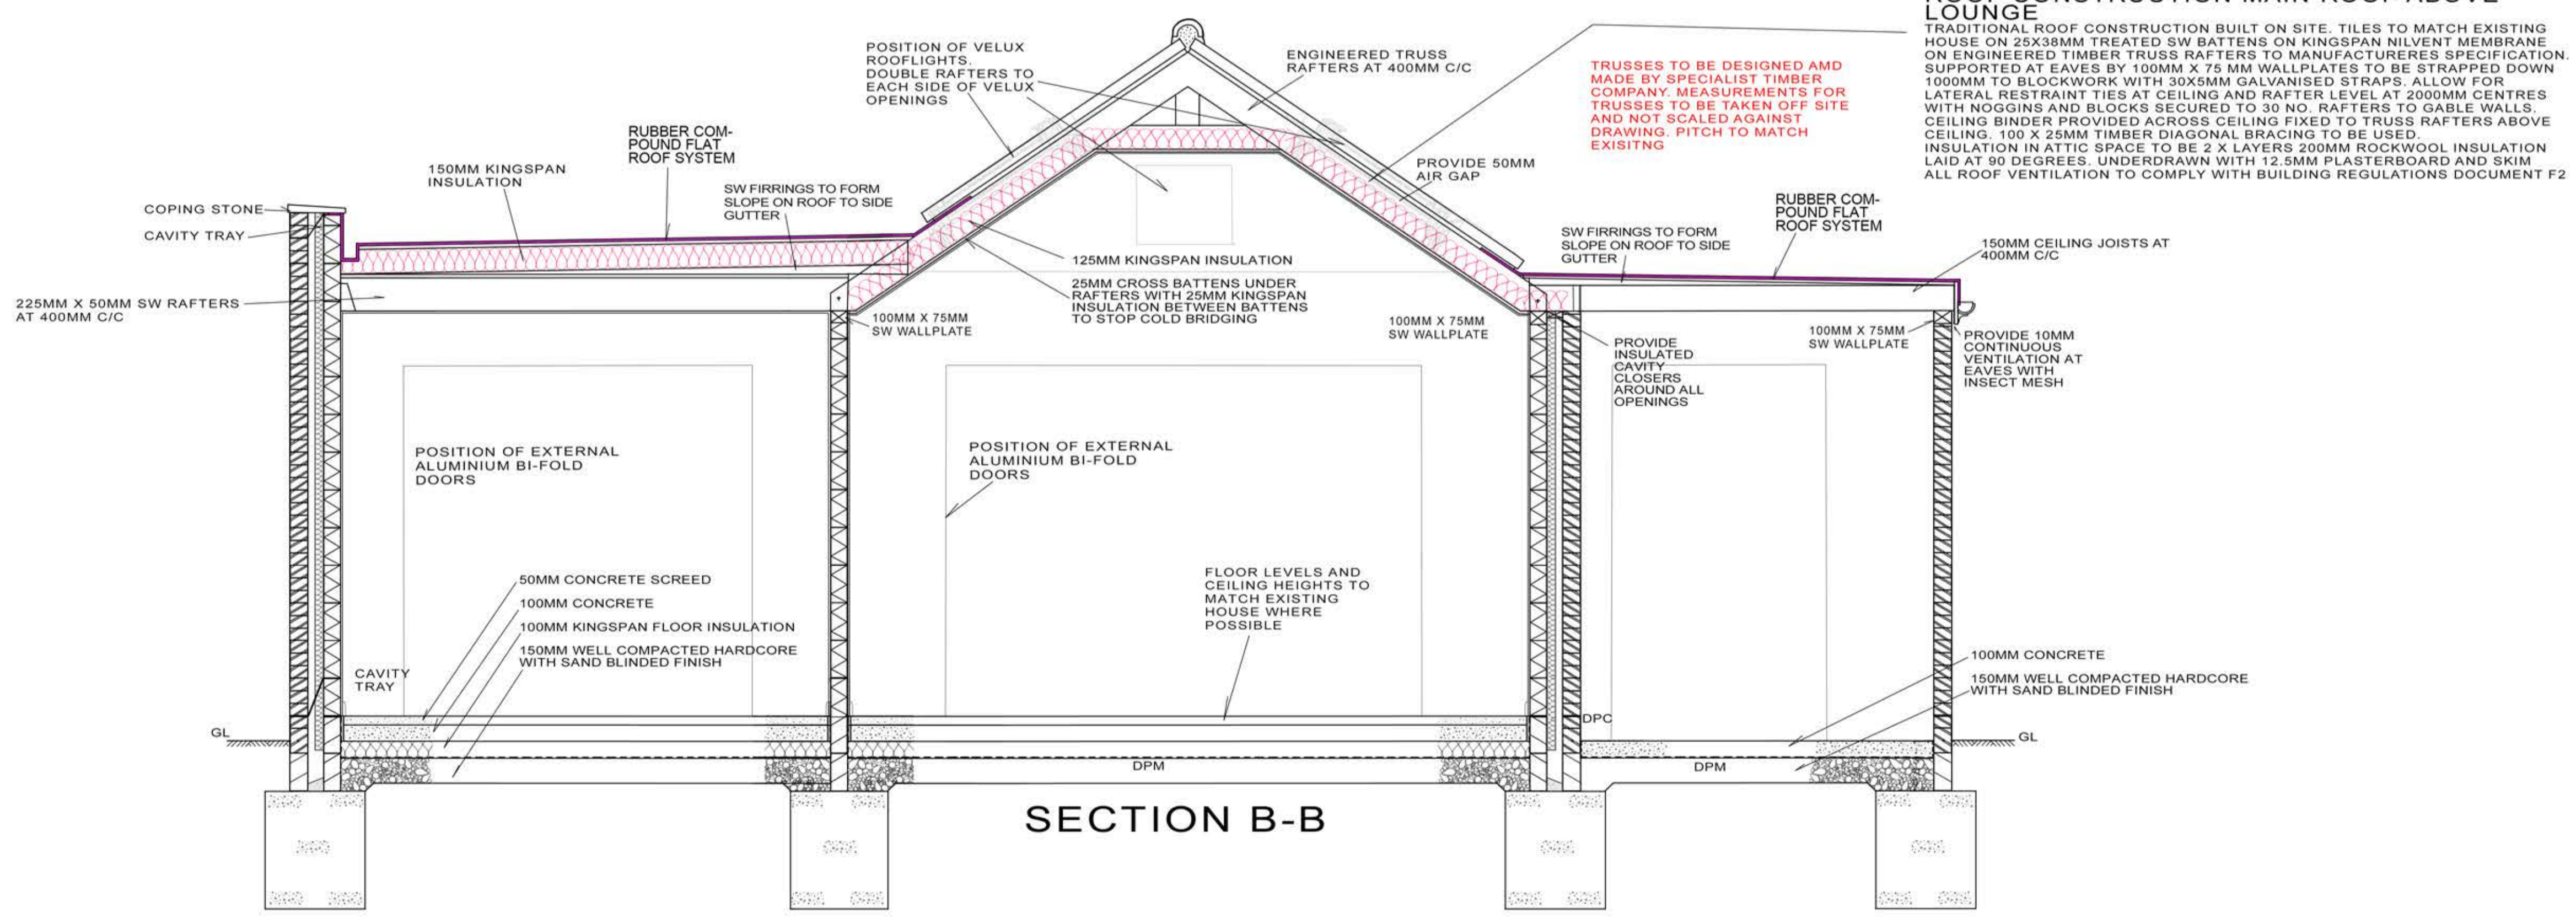 ROOF CONSTRUCTION MAIN ROOF ABOVE
LOUNGE
TRADITIONAL ROOF CONSTRUCTION BUILT ON SITE. TILES TO MATCH EXISTING
HOUSE ON 25X38MM TREATED SW BATTENS ON KINGSPAN NILVENT MEMBRANE
ON ENGINEERED TIMBER TRUSS RAFTERS TO MANUFACTURERES SPECIFICATION.
SUPPORTED AT EAVES BY 100MM X 75 MM WALLPLATES TO BE STRAPPED DOWN
1000MM TO BLOCKWORK WITH 30X5MM GALVANISED STRAPS. ALLOW FOR
LATERAL RESTRAINT TIES AT CEILING AND RAFTER LEVEL AT 2000MM CENTRES
WITH NOGGINS AND BLOCKS SECURED TO 30 NO. RAFTERS TO GABLE WALLS.
CEILING BINDER PROVIDED ACROSS CEILING FIXED TO TRUSS RAFTERS ABOVE
CEILING. 100 X 25MM TIMBER DIAGONAL BRACING TO BE USED.
INSULATION IN ATTIC SPACE TO BE 2 X LAYERS 200MM ROCKWOOL INSULATION
LAID AT 90 DEGREES. UNDERDRAWN WITH 12.5MM PLASTERBOARD AND SKIM
ALL ROOF VENTILATION TO COMPLY WITH BUILDING REGULATIONS DOCUMENT F2
POSITION OF VELUX
ROOFLIGHTS.
DOUBLE RAFTERS TO
EACH SIDE OF VELUX
OPENINGS
ENGINEERED TRUSS
RAFTERS AT 400MM C/C
TRUSSES TO BE DESIGNED AMD
MADE BY SPECIALIST TIMBER
COMPANY. MEASUREMENTS FOR
TRUSSES TO BE TAKEN OFF SITE
AND NOT SCALED AGAINST
DRAWING. PITCH TO MATCH
EXISITNG
RUBBER COM-
POUND FLAT
ROOF SYSTEM
150MM KINGSPAN
INSULATION
SW FIRRINGS TO FORM
SLOPE ON ROOF TO SIDE
GUTTER
PROVIDE 50MM
AIR GAP
COPING STONE
CAVITY TRAY
RUBBER COM-
POUND FLAT
ROOF SYSTEM
SW FIRRINGS TO FORM
SLOPE ON ROOF TO SIDE
GUTTER
150MM CEILING JOISTS AT
400MM C/C
125MM KINGSPAN INSULATION
25MM CROSS BATTENS UNDER
RAFTERS WITH 25MM KINGSPAN
INSULATION BETWEEN BATTENS
TO STOP COLD BRIDGING
225MM X 50MM SW RAFTERS
AT 400MM C/C
100MM X 75MM
SW WALLPLATE
100MM X 75MM
SW WALLPLATE
PROVIDE
INSULATED
CAVITY
CLOSERS
AROUND ALL
OPENINGS
100MM X 75MM
SW WALLPLATE
PROVIDE 10MM
CONTINUOUS
VENTILATION AT
EAVES WITH
INSECT MESH
POSITION OF EXTERNAL
ALUMINIUM BI-FOLD
DOORS
POSITION OF EXTERNAL
ALUMINIUM BI-FOLD
DOORS
50MM CONCRETE SCREED
100MM CONCRETE
100MM KINGSPAN FLOOR INSULATION
150MM WELL COMPACTED HARDCORE
WITH SAND BLINDED FINISH
FLOOR LEVELS AND
CEILING HEIGHTS TO
MATCH EXISTING
HOUSE WHERE
POSSIBLE
CAVITY
TRAY
100MM CONCRETE
150MM WELL COMPACTED HARDCORE
WITH SAND BLINDED FINISH
GL
DPC
GL
DPM
DPM
SECTION B-B